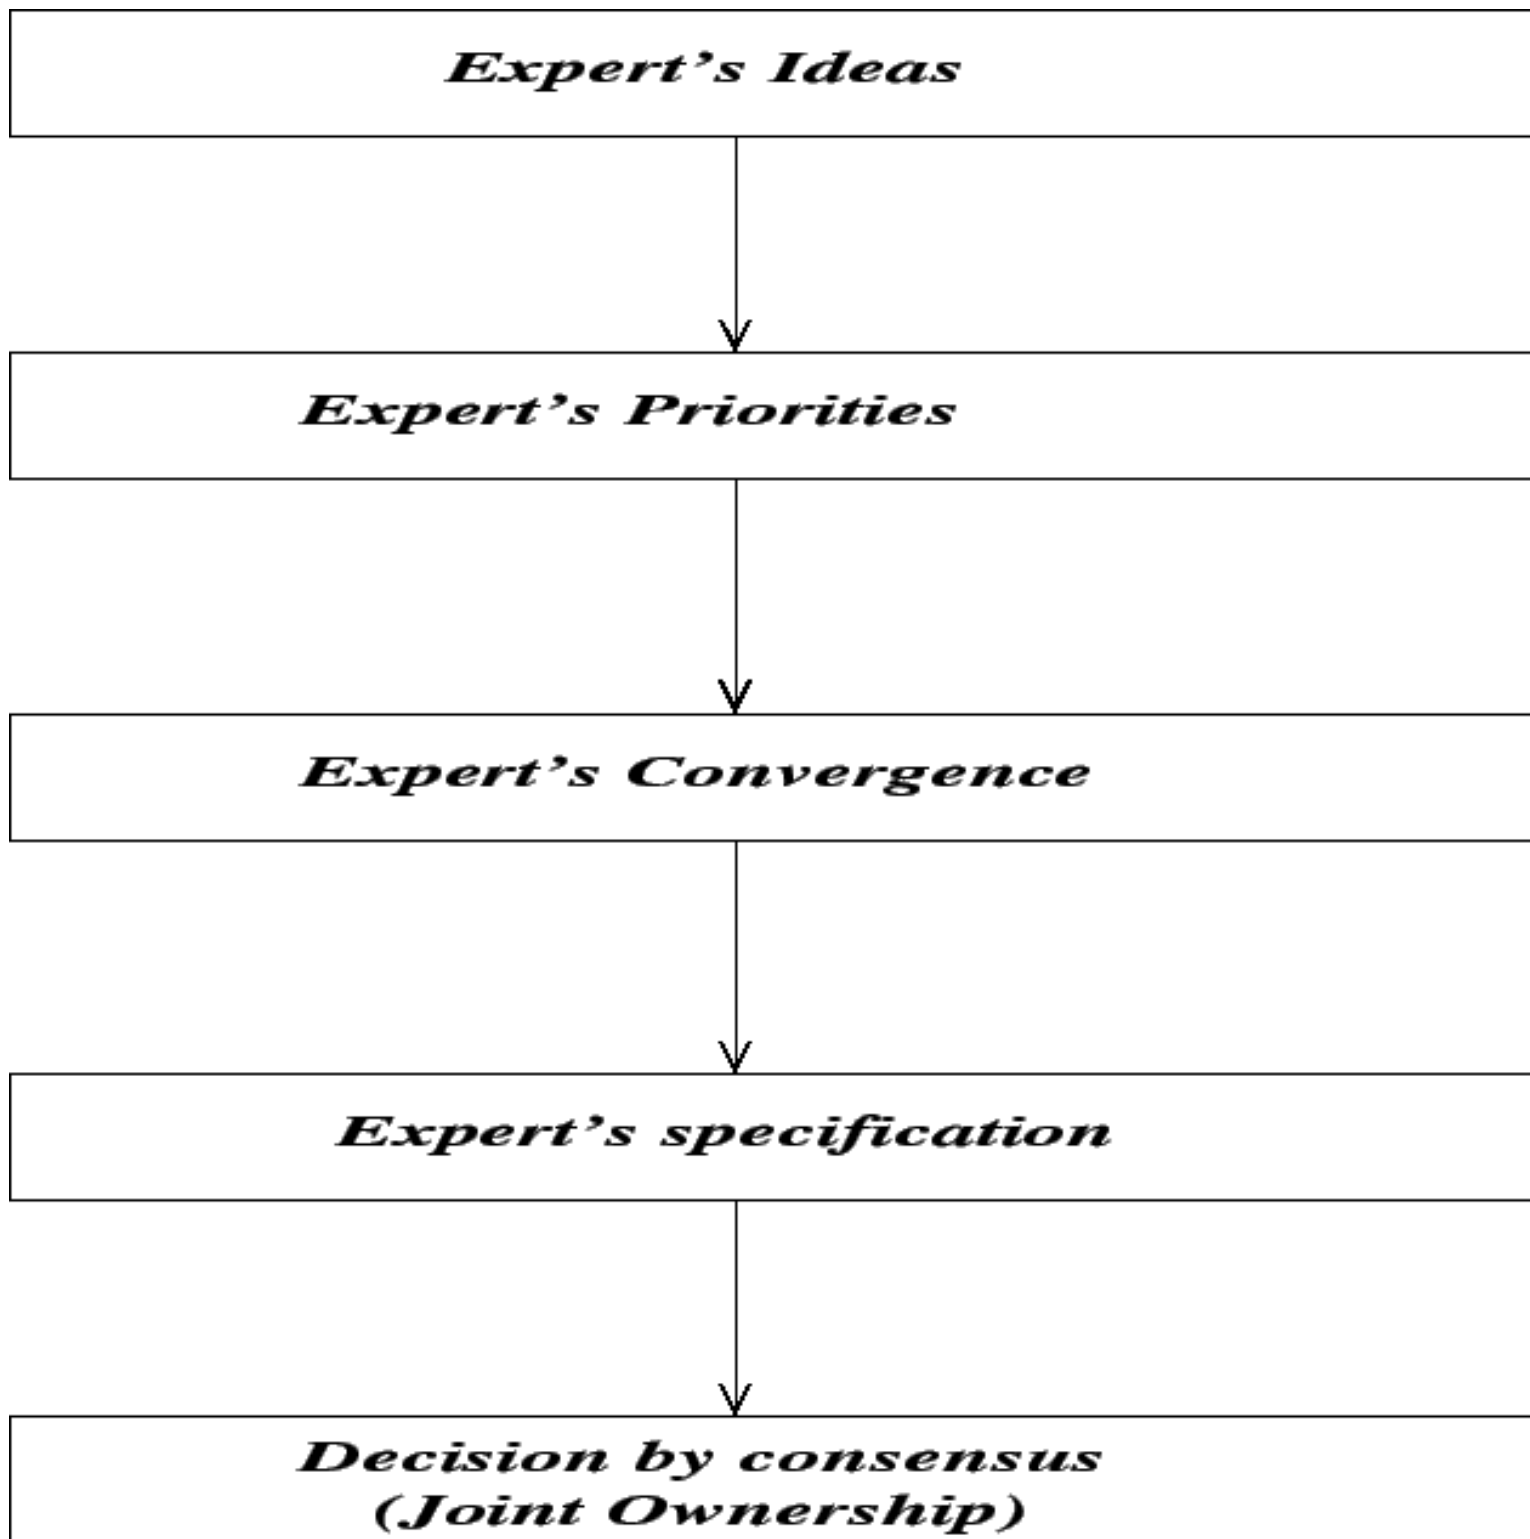 Expert’s Ideas
Expert’s Priorities
Expert’s Convergence
Expert’s specification
Decision by consensus
(Joint Ownership)